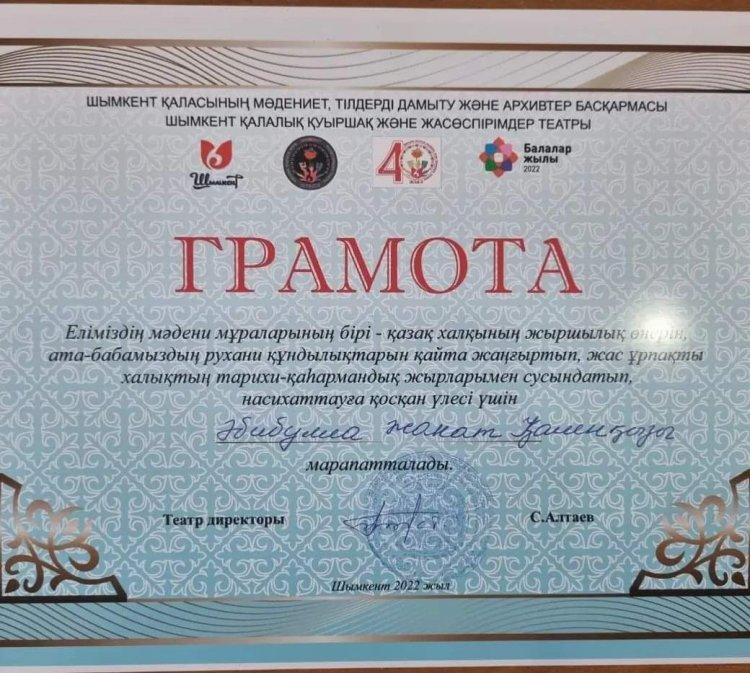 ШЫМКЕНТ ҚАЛАСЫНЫҢ МӘДЕНИЕТ, ТІЛДЕРДІ ДАМЫТУ ЖӘНЕ АРХИВТЕР БАСҚАРМАСЫ
ШЫМКЕНТ ҚАЛАЛЫҚ ҚУЫРШАҚ ЖӘНЕ ЖАСӨСПІРІМДЕР ТЕАТРЫ
Шымкент
40
Балалар
жылы
2022
ГРАМОТА
Еліміздің мәдени мұраларының бірі - қазақ халқының жыршылық өнерін,
ата-бабамыздың рухани құндылықтарын қайта жаңғыртып, жас ұрпақты
халықтың тарихи-қаһармандық жырларымен сусындатып,
насихаттауға қосқан үлесі үшін
Әбибулла Жанат
марапатталады.
Театр директоры
С.Алтаев
Шымкент 2022 жыл